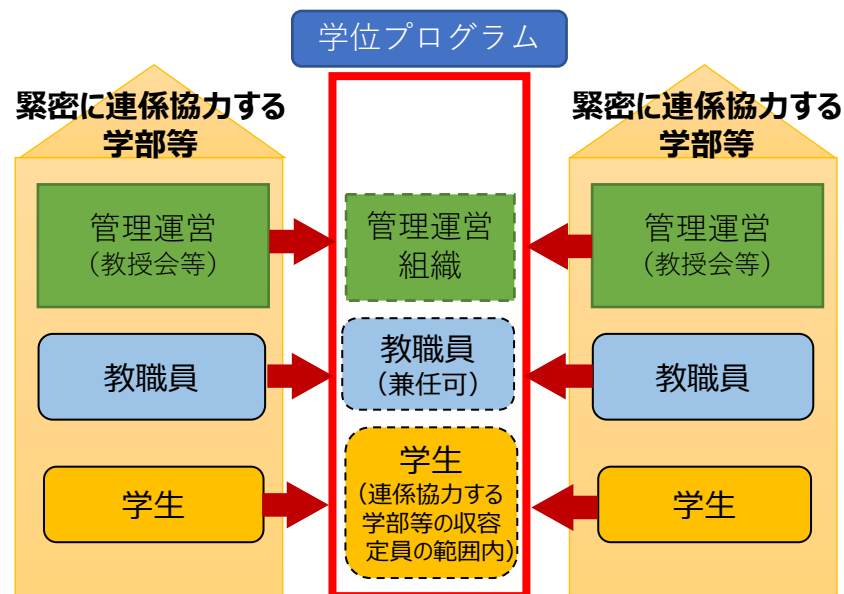 学位プログラム
緊密に連係協力する
学部等
管理運営
（教授会等）
教職員
学生
管理運営
組織
教職員
（兼任可）
学生
（連係協力する
学部等の収容
定員の範囲内）
緊密に連係協力する
学部等
管理運営
（教授会等）
教職員
学生